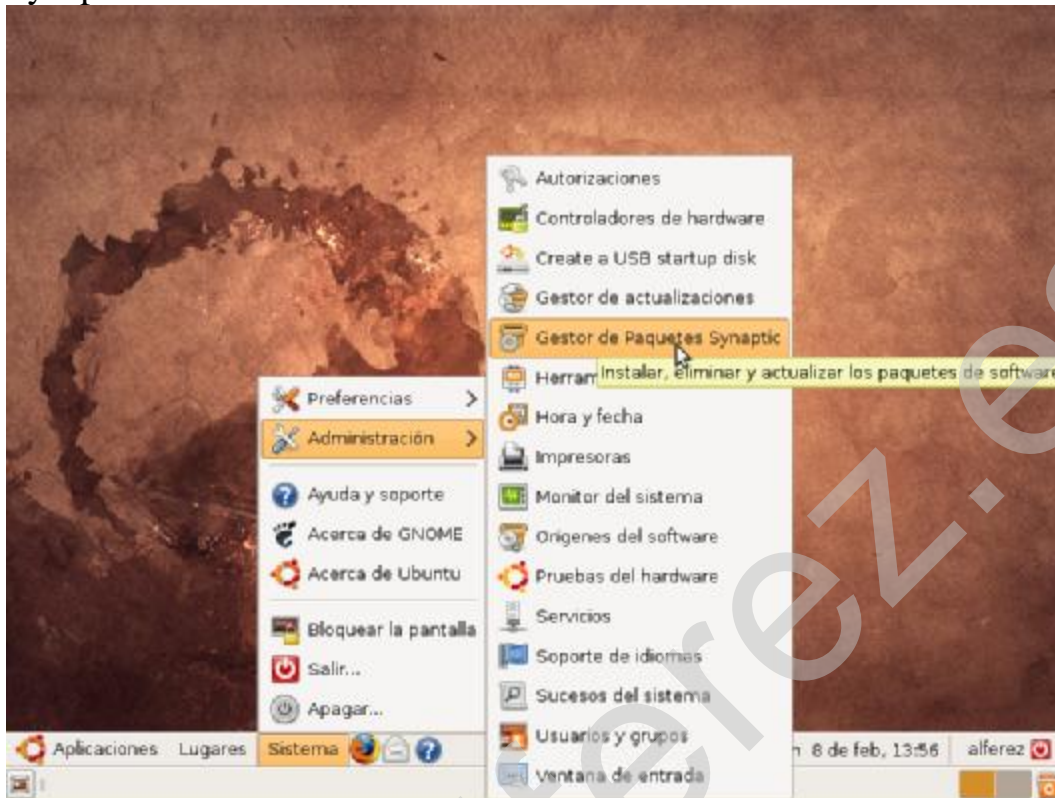 Autorizaciones
Controladores de hardware
Create a USB startup disk
Gestor de actualizaciones
Gestor de Paquetes Synaptic
Herram
Instalar, eliminar y actualizar los paquetes de software
Hora y fecha
Impresoras
Monitor del sistema
Orígenes del software
Pruebas del hardware
Servicios
Soporte de idiomas
Sucesos del sistema
Usuarios y grupos
Ventana de entrada
Preferencias
Administración
Ayuda y soporte
Acerca de GNOME
Acerca de Ubuntu
Bloquear la pantalla
Salir...
Apagar...
Aplicaciones Lugares Sistema 8 de feb, 13:56 alferez
erez.es